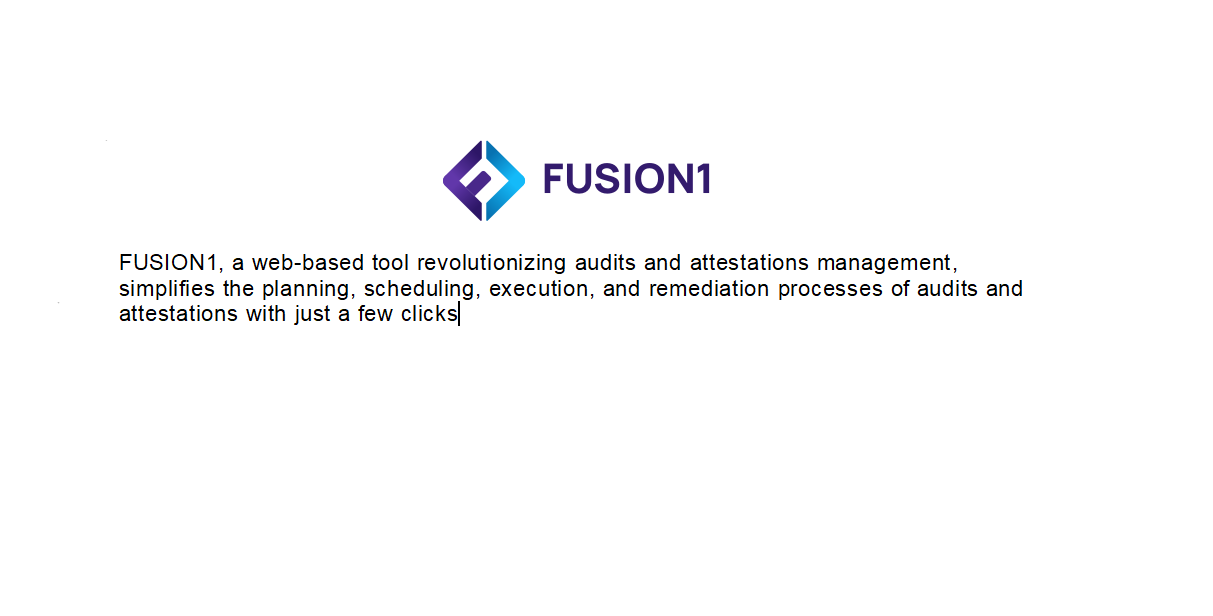 FUSION1
FUSION1, a web-based tool revolutionizing audits and attestations management,
simplifies the planning, scheduling, execution, and remediation processes of audits and
attestations with just a few clicks